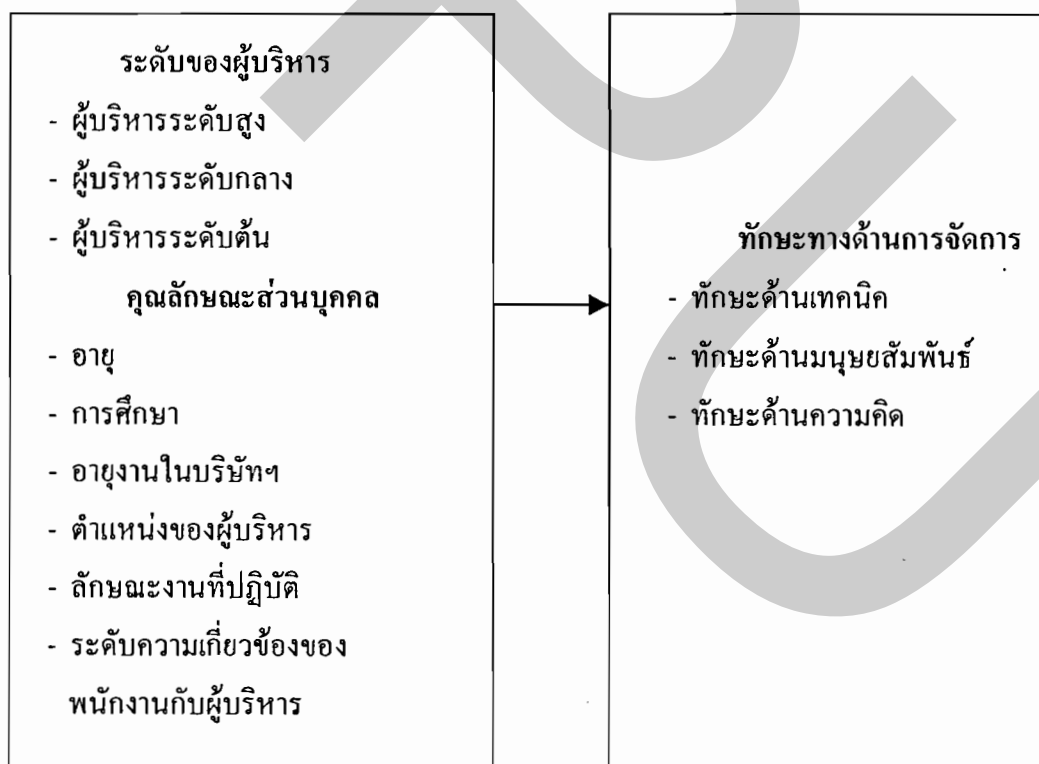 ระดับของผู้บริหาร
- ผู้บริหารระดับสูง
- ผู้บริหารระดับกลาง
- ผู้บริหารระดับต้น
คุณลักษณะส่วนบุคคล
- อายุ
- การศึกษา
- อายุงานในบริษัทฯ
- ตำแหน่งของผู้บริหาร
- ลักษณะงานที่ปฏิบัติ
- ระดับความเกี่ยวข้องของ
พนักงานกับผู้บริหาร
ทักษะทางด้านการจัดการ
- ทักษะด้านเทคนิค
- ทักษะด้านมนุษยสัมพันธ์
- ทักษะด้านความคิด